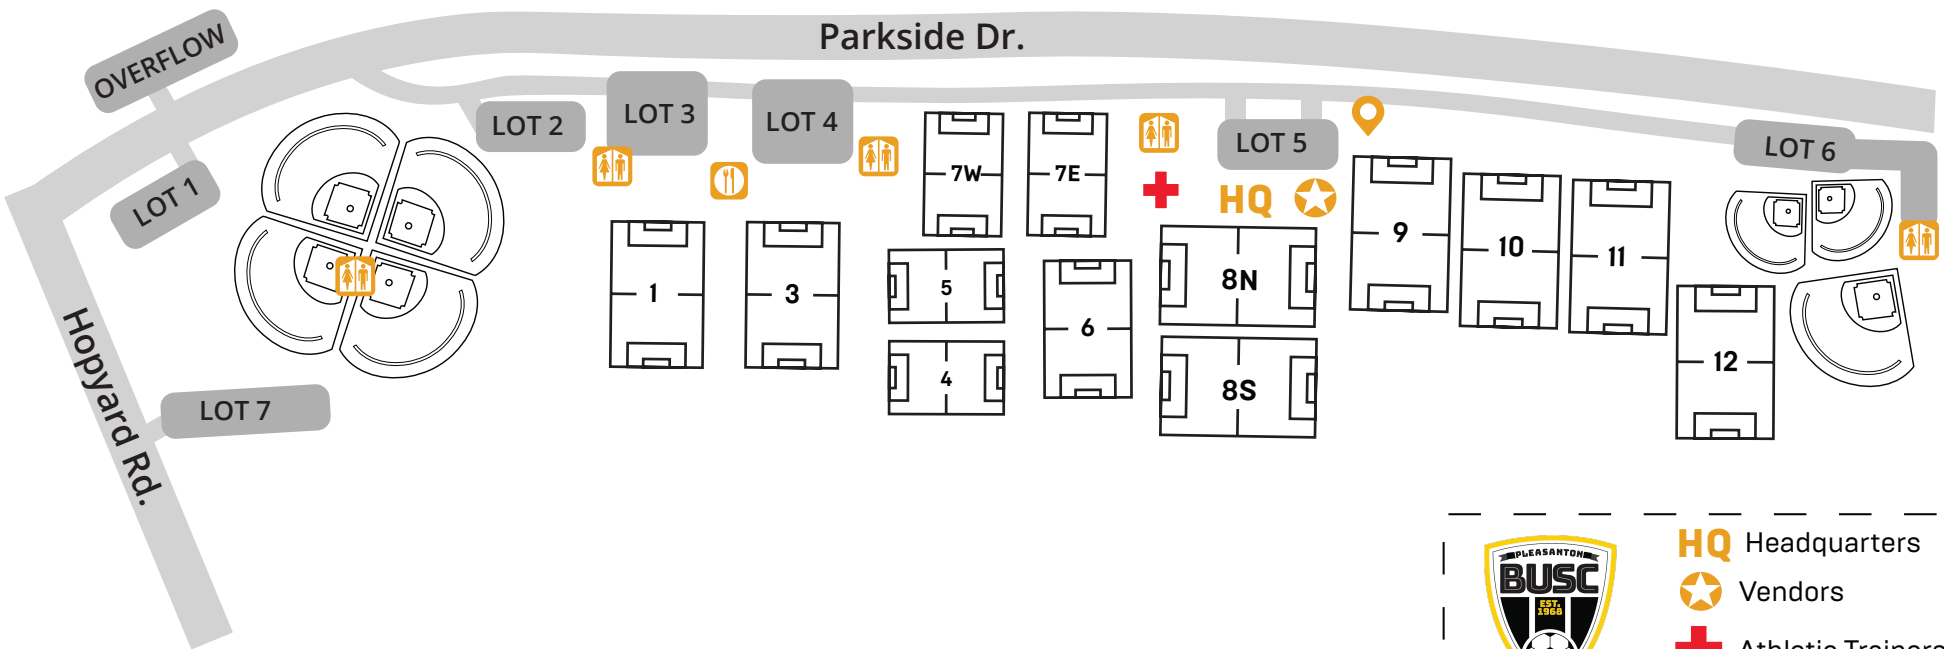 Parkside Dr.
OVERFLOW
LOT 1
LOT 2
LOT 3
LOT 4
LOT 5
LOT 6
LOT 7
Hopyard Rd.
7W
7E
HQ
1
3
5
4
6
8N
8S
9
10
11
12
PLEASANTON
BUSC
EST.
1968
HQ Headquarters
Vendors
Athletic Trainers